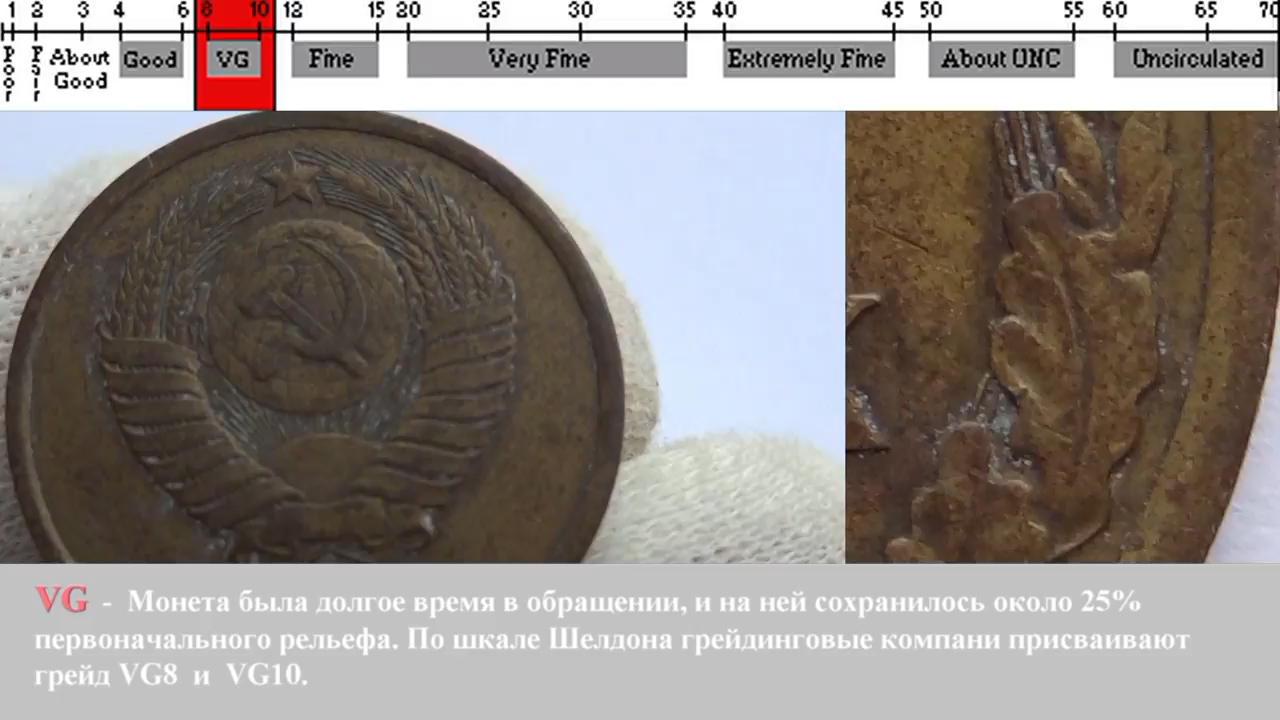 1 2 3 4 6 8 10 12 15 20 25 30 35 40 45 50 55 60 65 70
Poor Fair About Good Good VG Fine Very Fine Extremely Fine About UNC Uncirculated
VG - Монета была долгое время в обращении, и на ней сохранилось около 25%
первоначального рельефа. По шкале Шелдона грейдинговые компани присваивают
грейд VG8 и VG10.